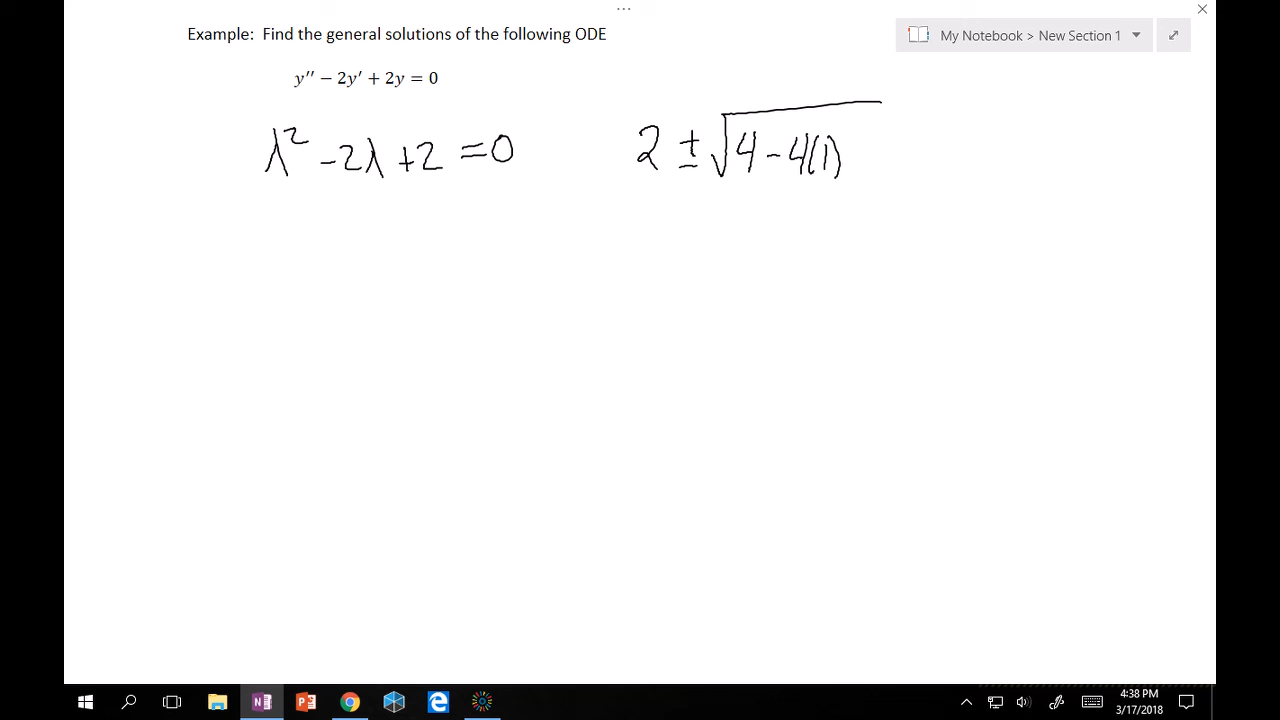 ...
Example: Find the general solutions of the following ODE
My Notebook > New Section 1
y′′ − 2y′ + 2y = 0
λ² − 2λ + 2 = 0
2 ± √4 − 4(1)
4:38 PM
3/17/2018